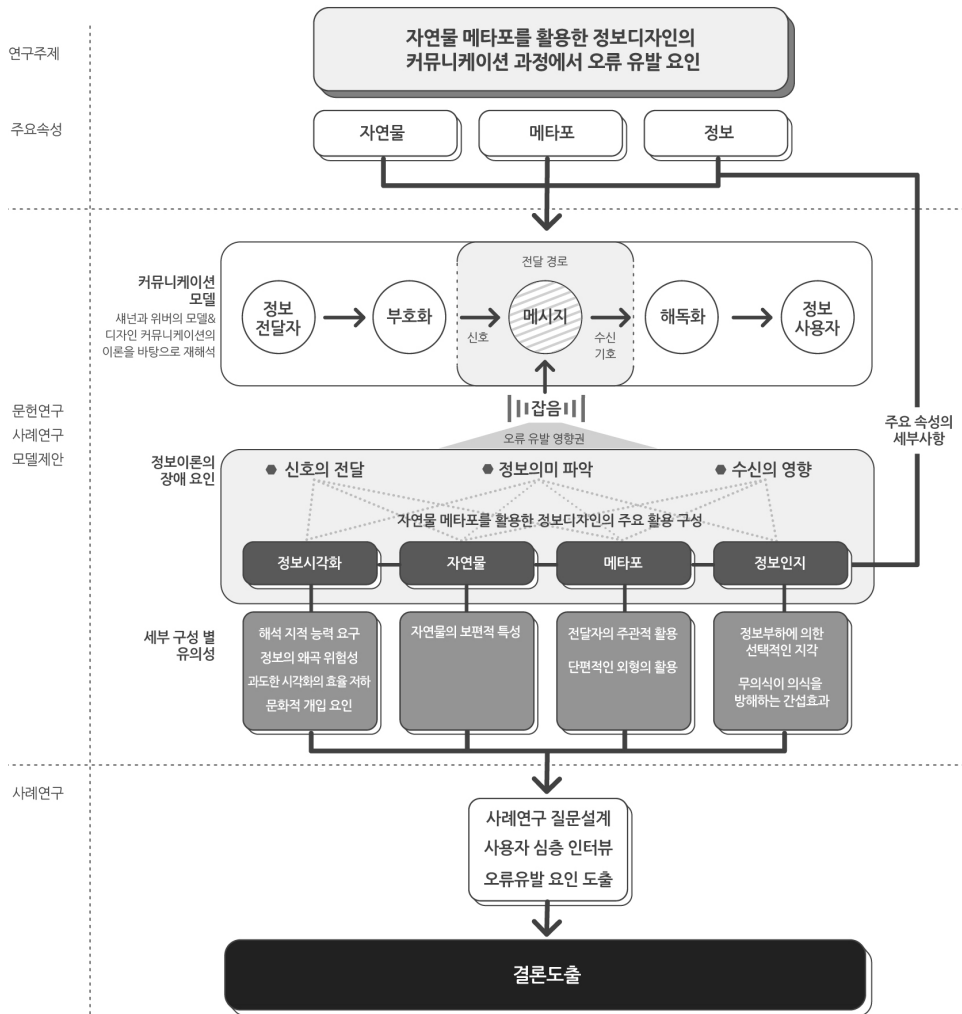 연구주제
자연물 메타포를 활용한 정보디자인의
커뮤니케이션 과정에서 오류 유발 요인
주요속성
자연물
메타포
정보
커뮤니케이션
모델
섀넌과 위버의 모델&
디자인 커뮤니케이션의
이론을 바탕으로 재해석
전달 경로
정보
전달자
부호화
신호
메시지
수신
기호
해독화
정보
사용자
잡음
오류 유발 영향권
문헌연구
사례연구
모델제안
주요 속성의
세부사항
정보이론의
장애 요인
신호의 전달
정보의미 파악
수신의 영향
자연물 메타포를 활용한 정보디자인의 주요 활용 구성
정보시각화
자연물
메타포
정보인지
세부 구성 별
유의성
해석 지적 능력 요구
정보의 왜곡 위험성
과도한 시각화의 효율 저하
문화적 개입 요인
자연물의 보편적 특성
전달자의 주관적 활용
단편적인 외형의 활용
정보부하에 의한
선택적인 지각
무의식이 의식을
방해하는 간섭효과
사례연구
사례연구 질문설계
사용자 심층 인터뷰
오류유발 요인 도출
결론도출